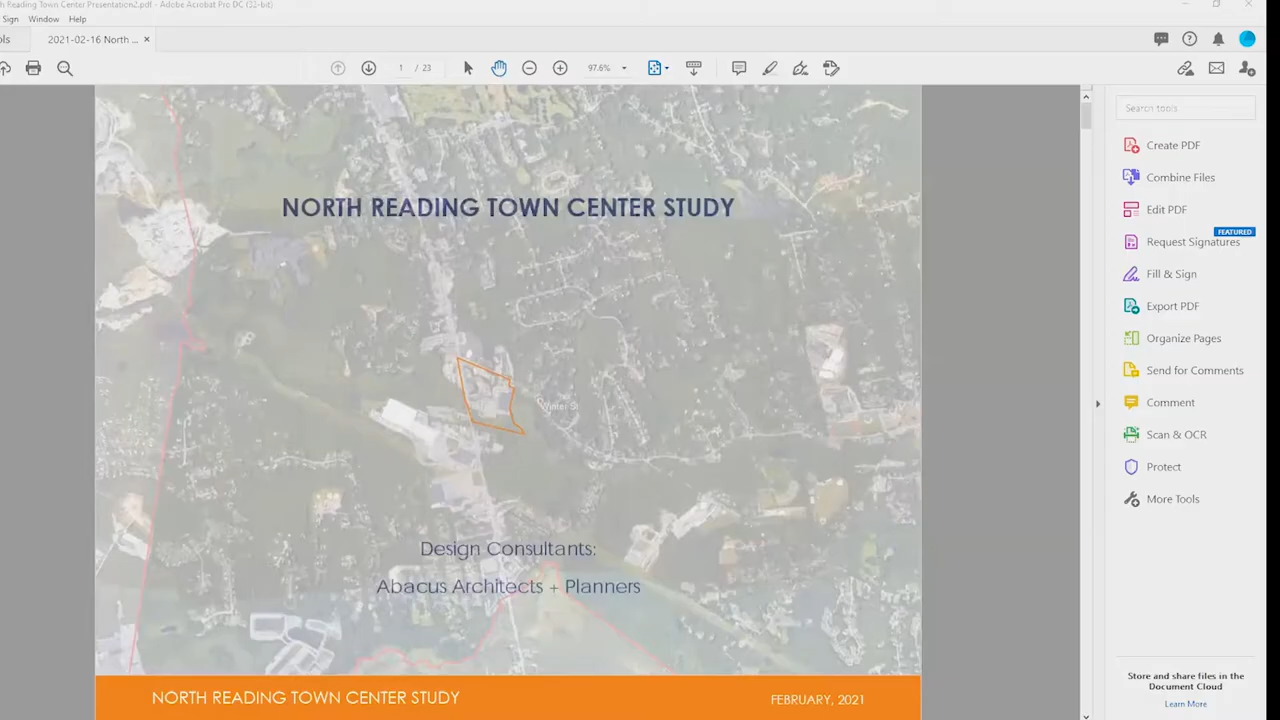 h Reading Town Center Presentation2.pdf - Adobe Acrobat Pro DC (32-bit)
Sign Window Help
ols
2021-02-16 North ... ×
1 / 23
97.6%
Search tools
Create PDF
Combine Files
Edit PDF
FEATURED
Request Signatures
Fill & Sign
Export PDF
Organize Pages
Send for Comments
Comment
Scan & OCR
Protect
More Tools
Store and share files in the
Document Cloud
Learn More
NORTH READING TOWN CENTER STUDY
Winter St
Design Consultants:
Abacus Architects + Planners
NORTH READING TOWN CENTER STUDY
FEBRUARY, 2021